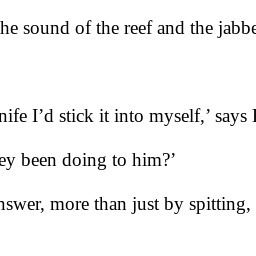 he sound of the reef and the jabbe
nife I’d stick it into myself,’ says
ey been doing to him?’
nswer, more than just by spitting,